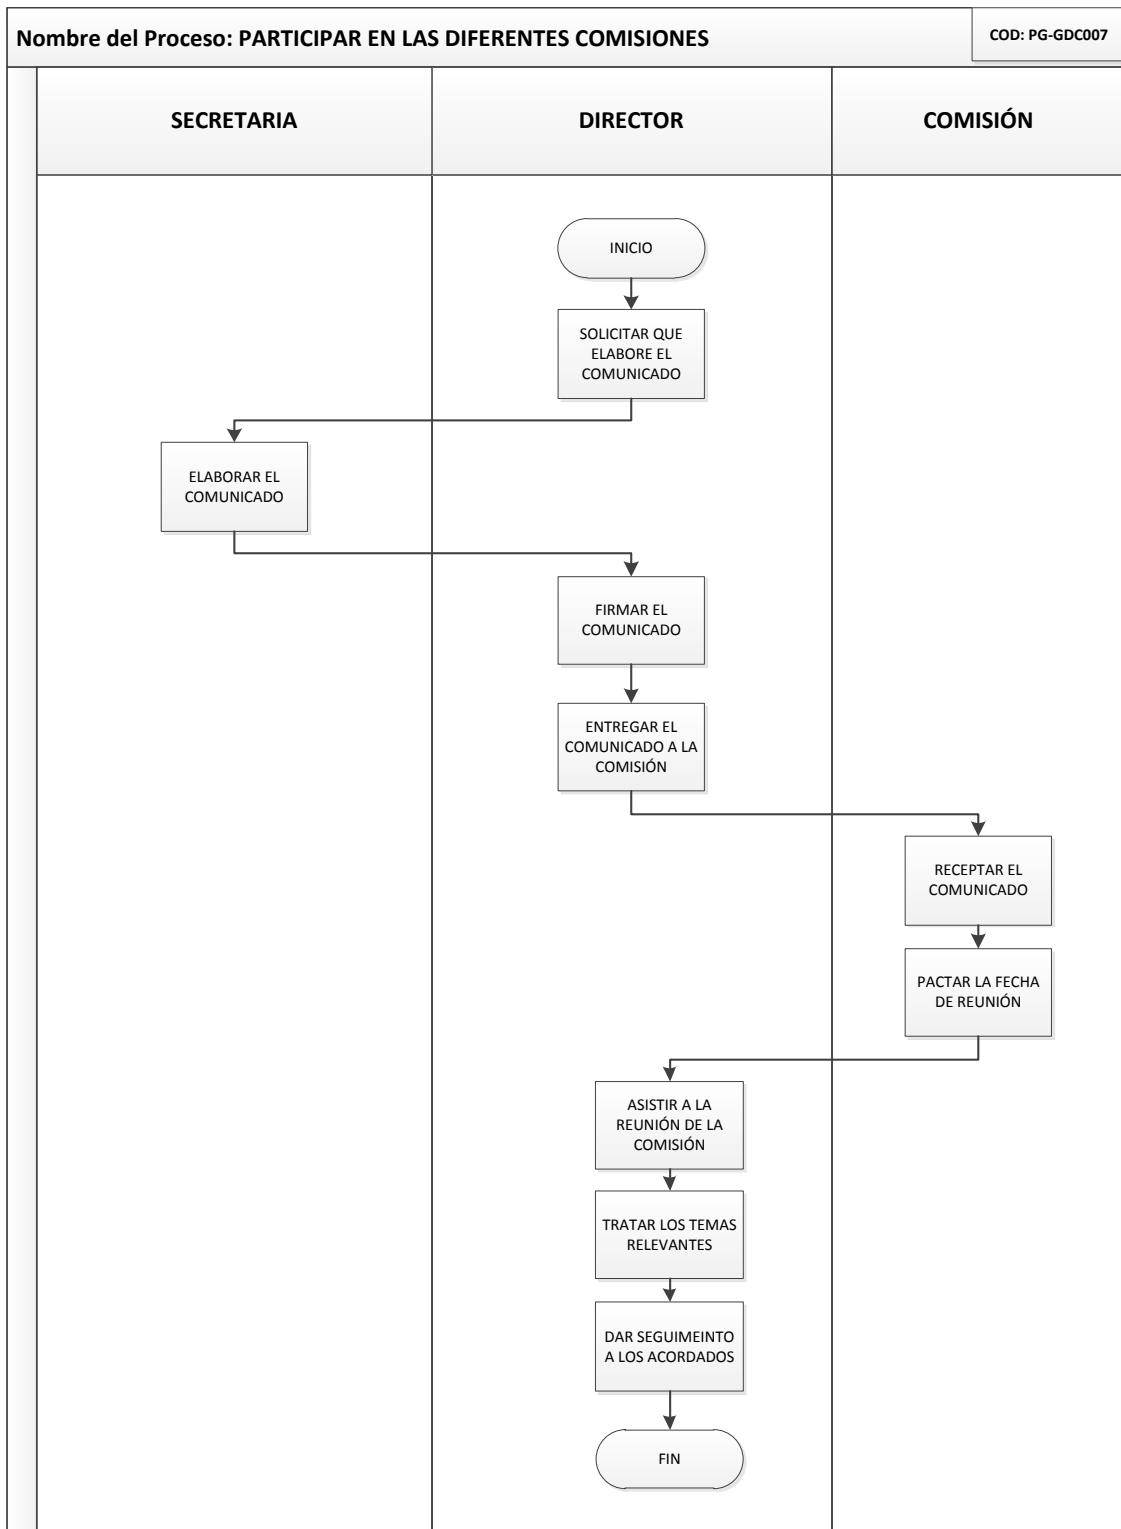 Nombre del Proceso: PARTICIPAR EN LAS DIFERENTES COMISIONES
COD: PG-GDC007
SECRETARIA
DIRECTOR
COMISIÓN
INICIO
SOLICITAR QUE
ELABORE EL
COMUNICADO
ELABORAR EL
COMUNICADO
FIRMAR EL
COMUNICADO
ENTREGAR EL
COMUNICADO A LA
COMISIÓN
RECEPTAR EL
COMUNICADO
PACTAR LA FECHA
DE REUNIÓN
ASISTIR A LA
REUNIÓN DE LA
COMISIÓN
TRATAR LOS TEMAS
RELEVANTES
DAR SEGUIMEINTO
A LOS ACORDADOS
FIN